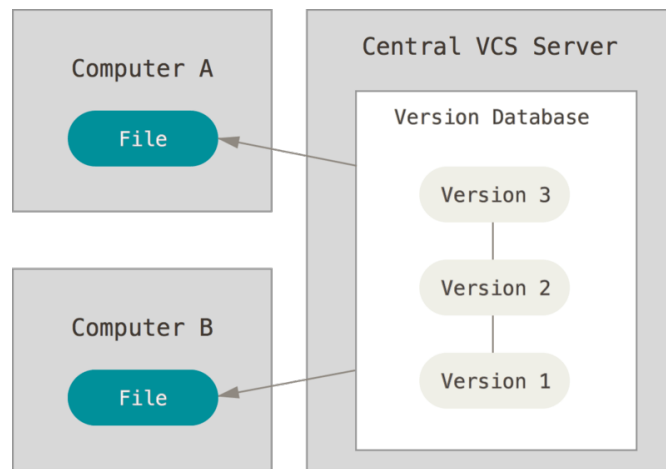 Computer A
File
Computer B
File
Central VCS Server
Version Database
Version 3
Version 2
Version 1